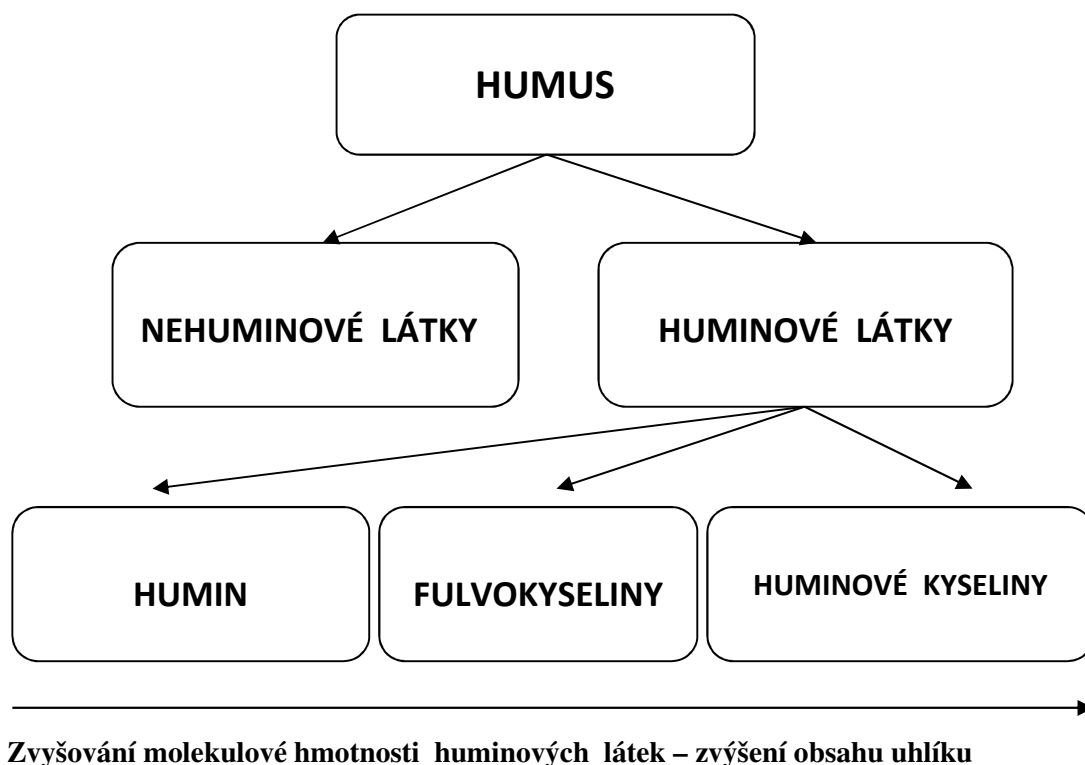 HUMUS
NEHUMINOVÉ LÁTKY
HUMINOVÉ LÁTKY
HUMIN
FULVOKYSELINY
HUMINOVÉ KYSELINY
Zvyšování molekulové hmotnosti huminových látek – zvýšení obsahu uhlíku